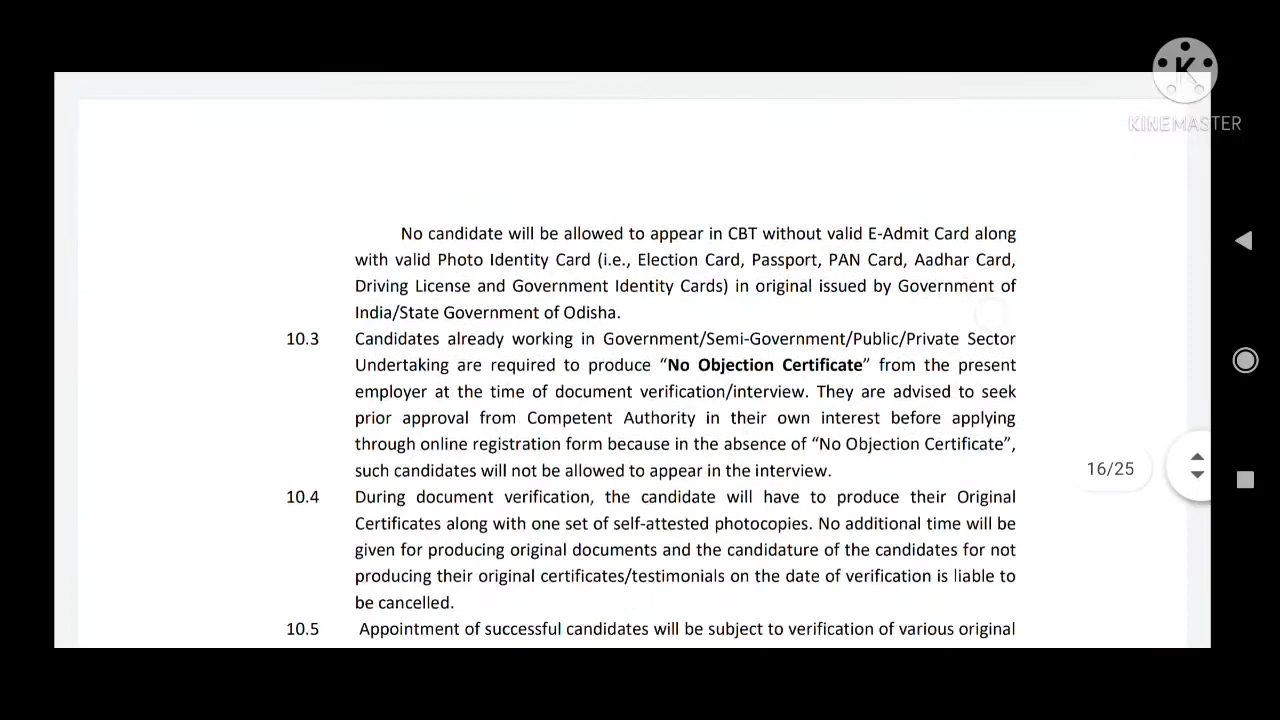 KINEMASTER
No candidate will be allowed to appear in CBT without valid E-Admit Card along
with valid Photo Identity Card (i.e., Election Card, Passport, PAN Card, Aadhar Card,
Driving License and Government Identity Cards) in original issued by Government of
India/State Government of Odisha.
10.3 Candidates already working in Government/Semi-Government/Public/Private Sector
Undertaking are required to produce “No Objection Certificate” from the present
employer at the time of document verification/interview. They are advised to seek
prior approval from Competent Authority in their own interest before applying
through online registration form because in the absence of “No Objection Certificate”,
such candidates will not be allowed to appear in the interview.
16/25
10.4 During document verification, the candidate will have to produce their Original
Certificates along with one set of self-attested photocopies. No additional time will be
given for producing original documents and the candidature of the candidates for not
producing their original certificates/testimonials on the date of verification is liable to
be cancelled.
10.5 Appointment of successful candidates will be subject to verification of various original